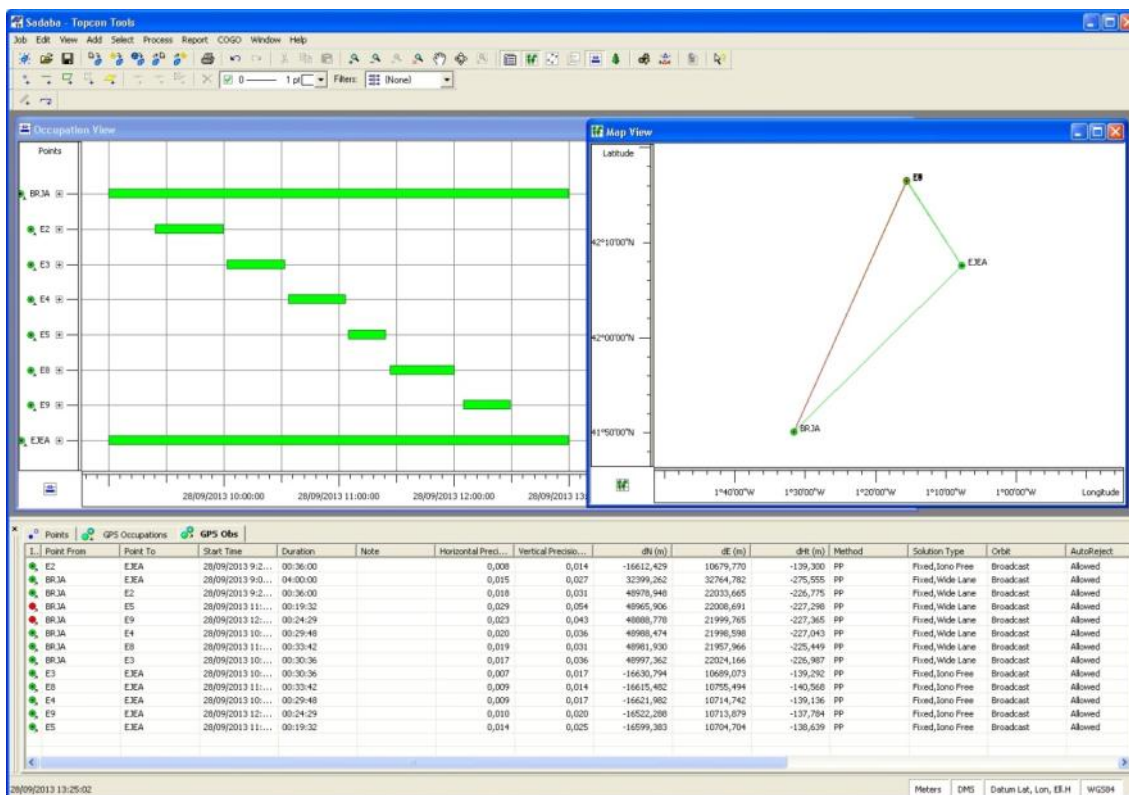 Sadaba - Topcon Tools
Job Edit View Add Select Process Report COGO Window Help
0 1 pt Filters: (None)
Occupation View
Points
BRJA
E2
E3
E4
E5
E8
E9
EJEA
28/09/2013 10:00:00 28/09/2013 11:00:00 28/09/2013 12:00:00 28/09/2013 13:
Map View
Latitude
42°10'00"N
42°00'00"N
41°50'00"N
EJEA
BRJA
1°40'00"W 1°30'00"W 1°20'00"W 1°10'00"W 1°00'00"W Longitude
Points GPS Occupations GPS Obs
I... Point From Point To Start Time Duration Note Horizontal Preci... Vertical Precisio... dN (m) dE (m) dHt (m) Method Solution Type Orbit AutoReject
E2 EJEA 28/09/2013 9:2... 00:36:00 0,008 0,014 -16612,429 10679,770 -139,300 PP Fixed,Iono Free Broadcast Allowed
BRJA EJEA 28/09/2013 9:0... 04:00:00 0,015 0,027 32399,262 32764,782 -275,555 PP Fixed,Wide Lane Broadcast Allowed
BRJA E2 28/09/2013 9:2... 00:36:00 0,018 0,031 48978,948 22033,665 -226,775 PP Fixed,Wide Lane Broadcast Allowed
BRJA E5 28/09/2013 11:... 00:19:32 0,029 0,054 48965,906 22008,691 -227,298 PP Fixed,Wide Lane Broadcast Allowed
BRJA E9 28/09/2013 12:... 00:24:29 0,023 0,043 48888,778 21999,765 -227,365 PP Fixed,Wide Lane Broadcast Allowed
BRJA E4 28/09/2013 10:... 00:29:48 0,020 0,036 48988,474 21998,598 -227,043 PP Fixed,Wide Lane Broadcast Allowed
BRJA E8 28/09/2013 11:... 00:33:42 0,019 0,031 48981,930 21957,966 -225,449 PP Fixed,Wide Lane Broadcast Allowed
BRJA E3 28/09/2013 10:... 00:30:36 0,017 0,036 48997,362 22024,166 -226,987 PP Fixed,Wide Lane Broadcast Allowed
E3 EJEA 28/09/2013 10:... 00:30:36 0,007 0,017 -16630,794 10689,073 -139,292 PP Fixed,Iono Free Broadcast Allowed
E8 EJEA 28/09/2013 11:... 00:33:42 0,009 0,014 -16615,482 10755,494 -140,568 PP Fixed,Iono Free Broadcast Allowed
E4 EJEA 28/09/2013 10:... 00:29:48 0,009 0,017 -16621,982 10714,742 -139,136 PP Fixed,Iono Free Broadcast Allowed
E9 EJEA 28/09/2013 12:... 00:24:29 0,010 0,020 -16522,288 10713,879 -137,784 PP Fixed,Iono Free Broadcast Allowed
E5 EJEA 28/09/2013 11:... 00:19:32 0,014 0,025 -16599,383 10704,704 -138,639 PP Fixed,Iono Free Broadcast Allowed
28/09/2013 13:25:02 Meters DMS Datum Lat, Lon, Ell.H WGS84